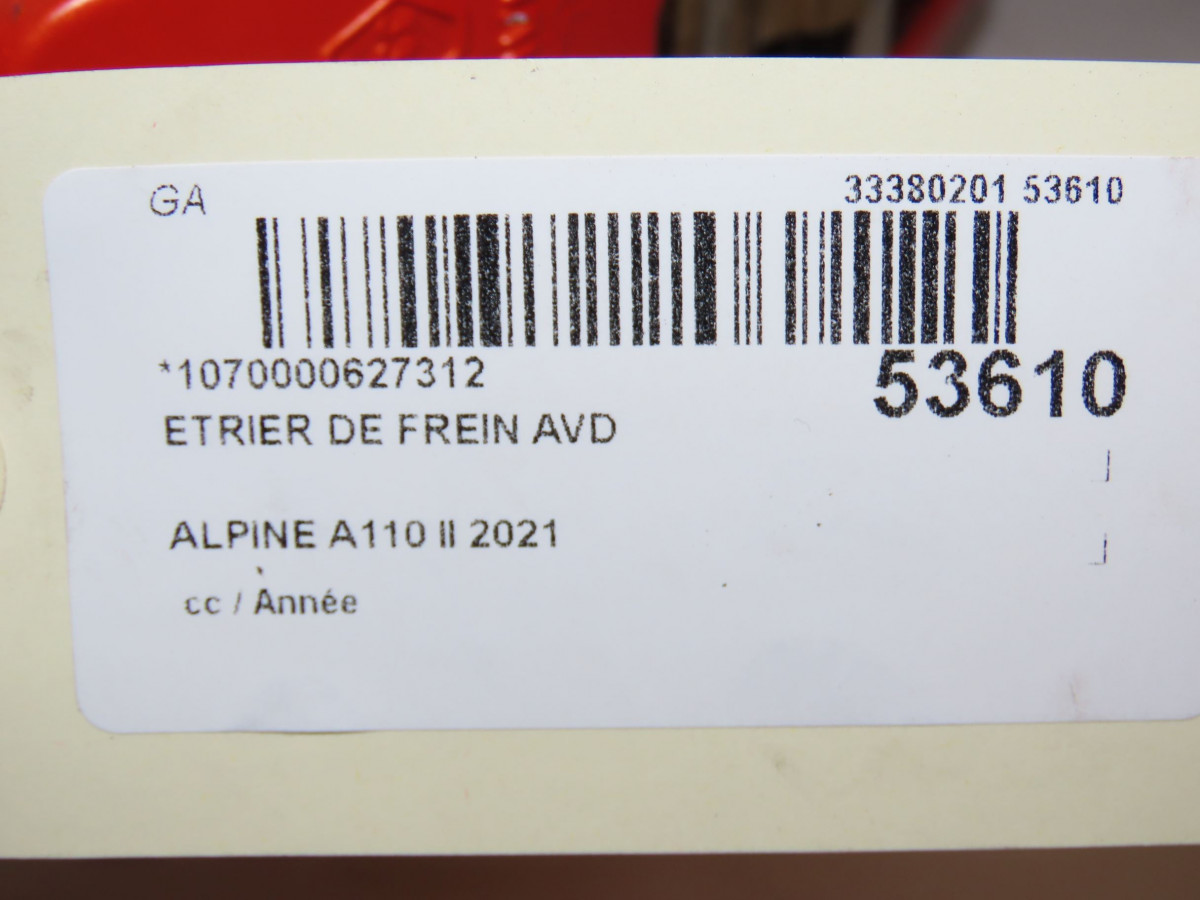 GA
33380201 53610
*1070000627312
53610
ETRIER DE FREIN AVD
ALPINE A110 II 2021
cc / Année